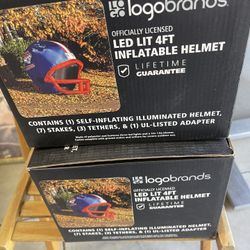 LOGO logobrands®
OFFICIALLY LICENSED
LED LIT 4FT
INFLATABLE HELMET
LIFETIME
GUARANTEE
CONTAINS (1) SELF-INFLATING ILLUMINATED HELMET,
(7) STAKES, (3) TETHERS, & (1) UL-LISTED ADAPTER
logobrands
OFFICIALLY LICENSED
LED LIT 4FT
INFLATABLE HELMET
LIFETIME
GUARANTEE
CONTAINS (1) SELF-INFLATING ILLUMINATED HELMET,
(7) STAKES, (3) TETHERS, & (1) UL-LISTED ADAPTER